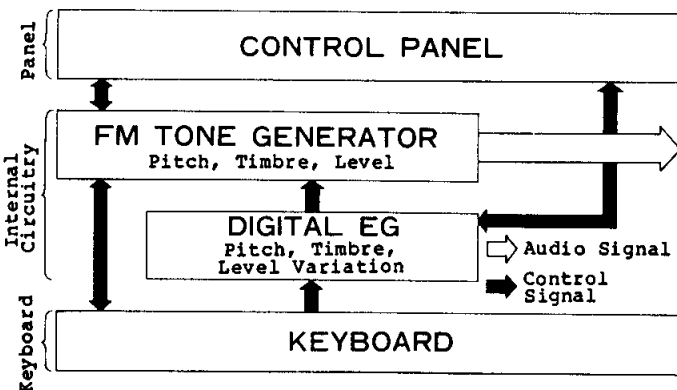 Panel
CONTROL PANEL
Internal
Circuitry
FM TONE GENERATOR
Pitch, Timbre, Level
DIGITAL EG
Pitch, Timbre,
Level Variation
Audio Signal
Control
Signal
Keyboard
KEYBOARD